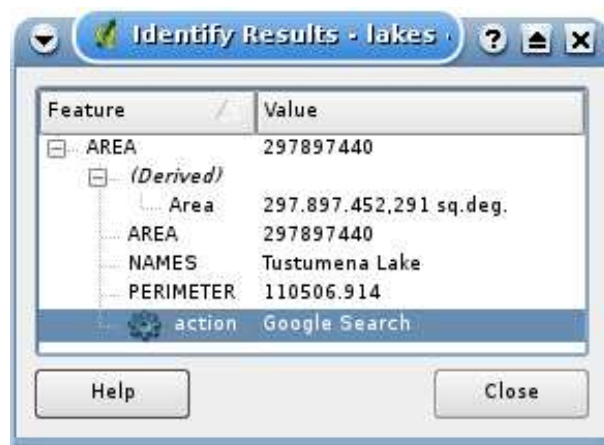 Identify Results - lakes
Feature Value
AREA 297897440
(Derived)
Area 297.897.452,291 sq.deg.
AREA 297897440
NAMES Tustumena Lake
PERIMETER 110506.914
action Google Search
Help Close